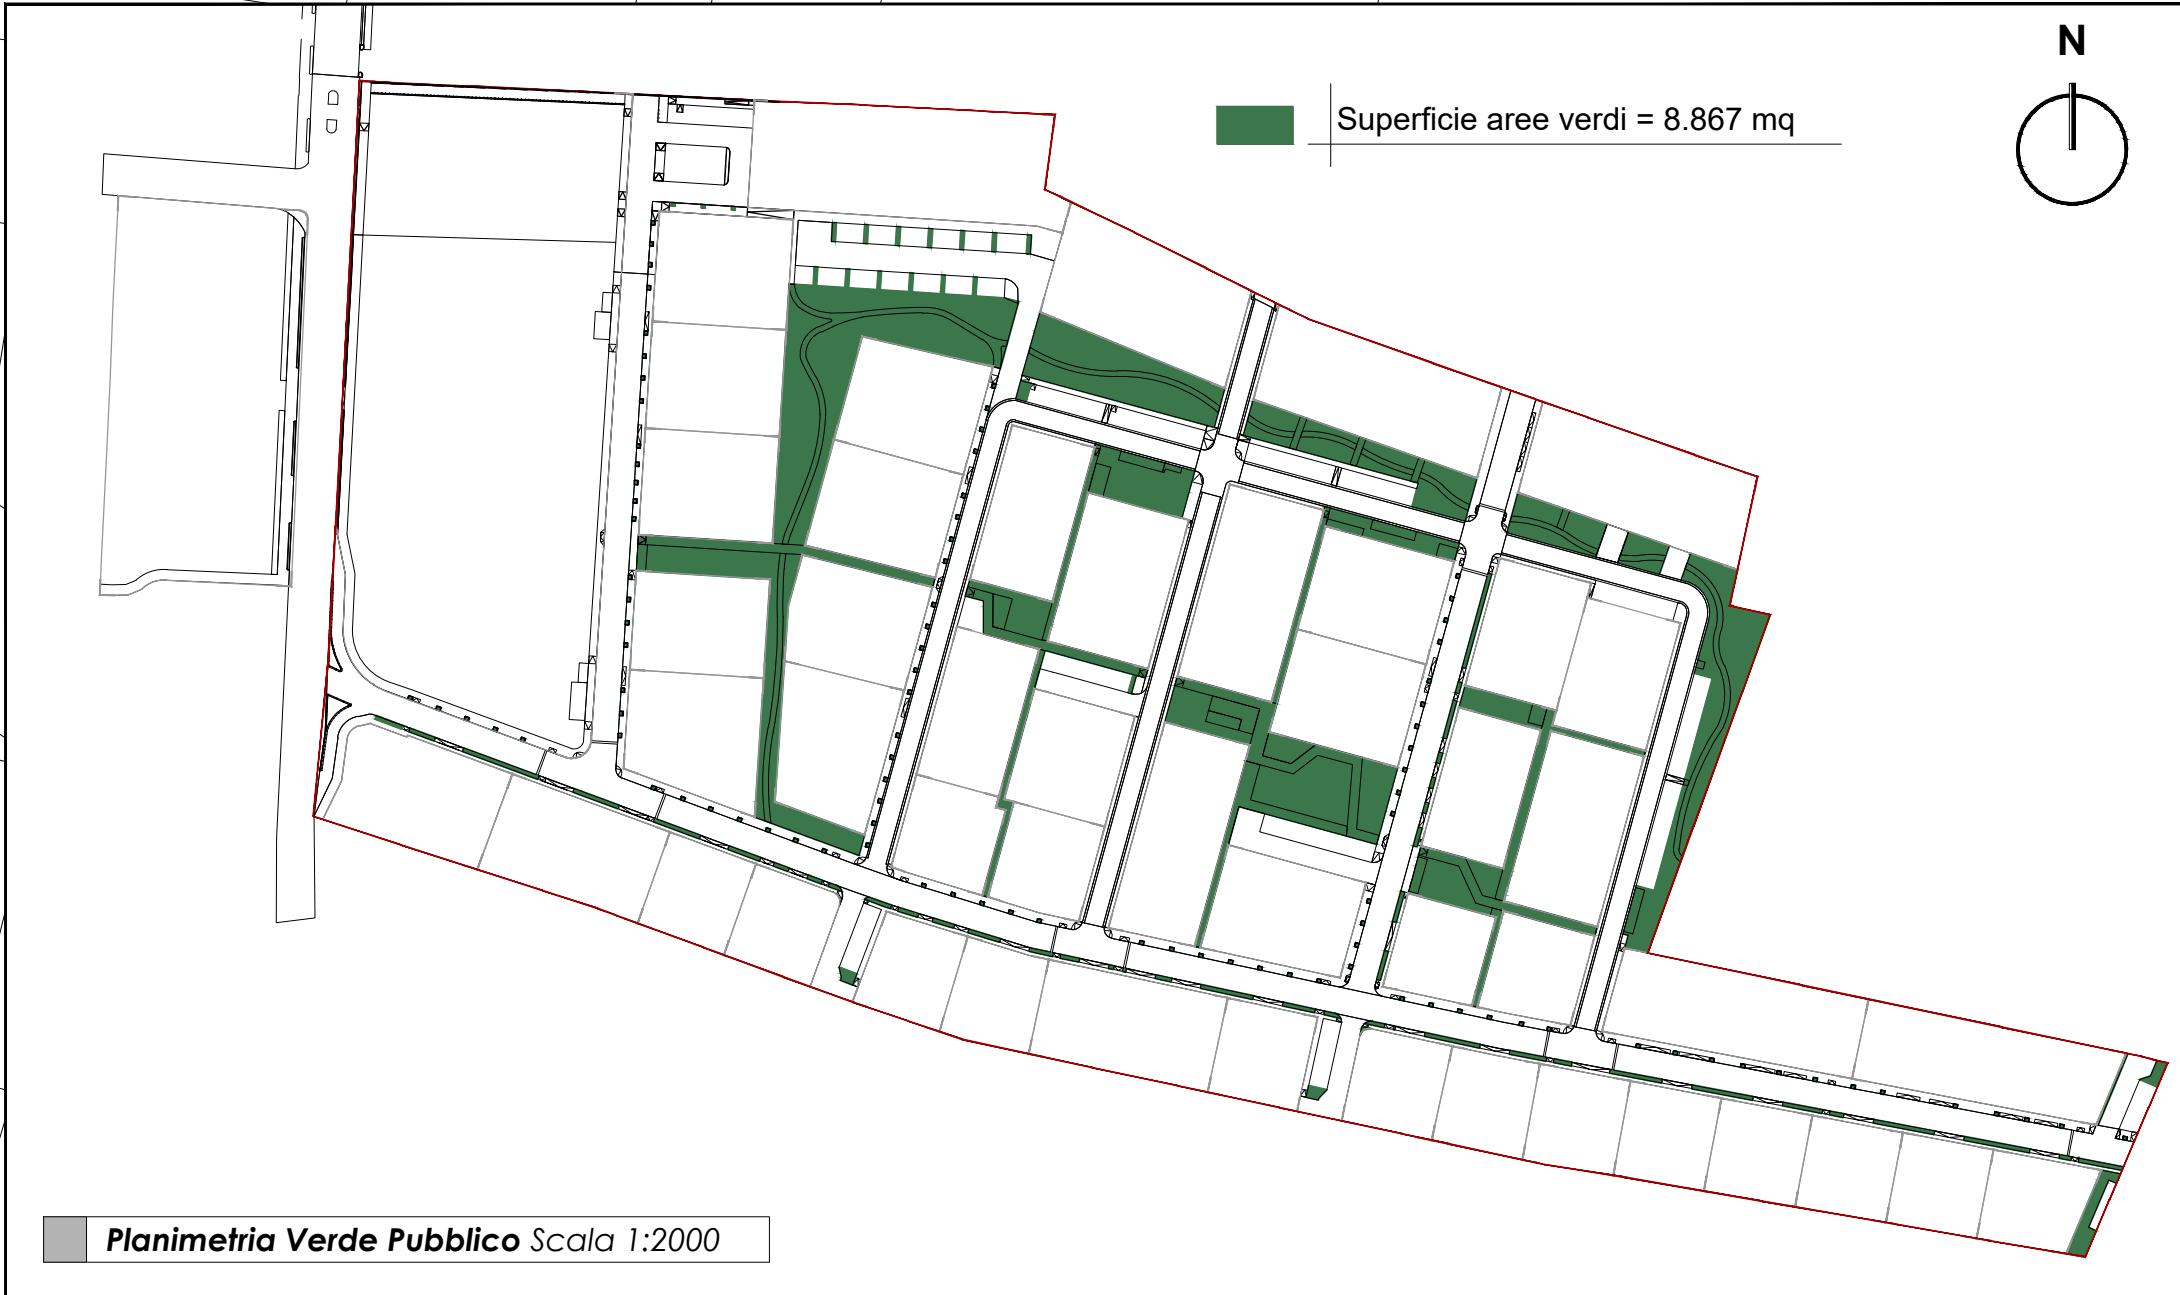 N
Superficie aree verdi = 8.867 mq
Planimetria Verde Pubblico Scala 1:2000